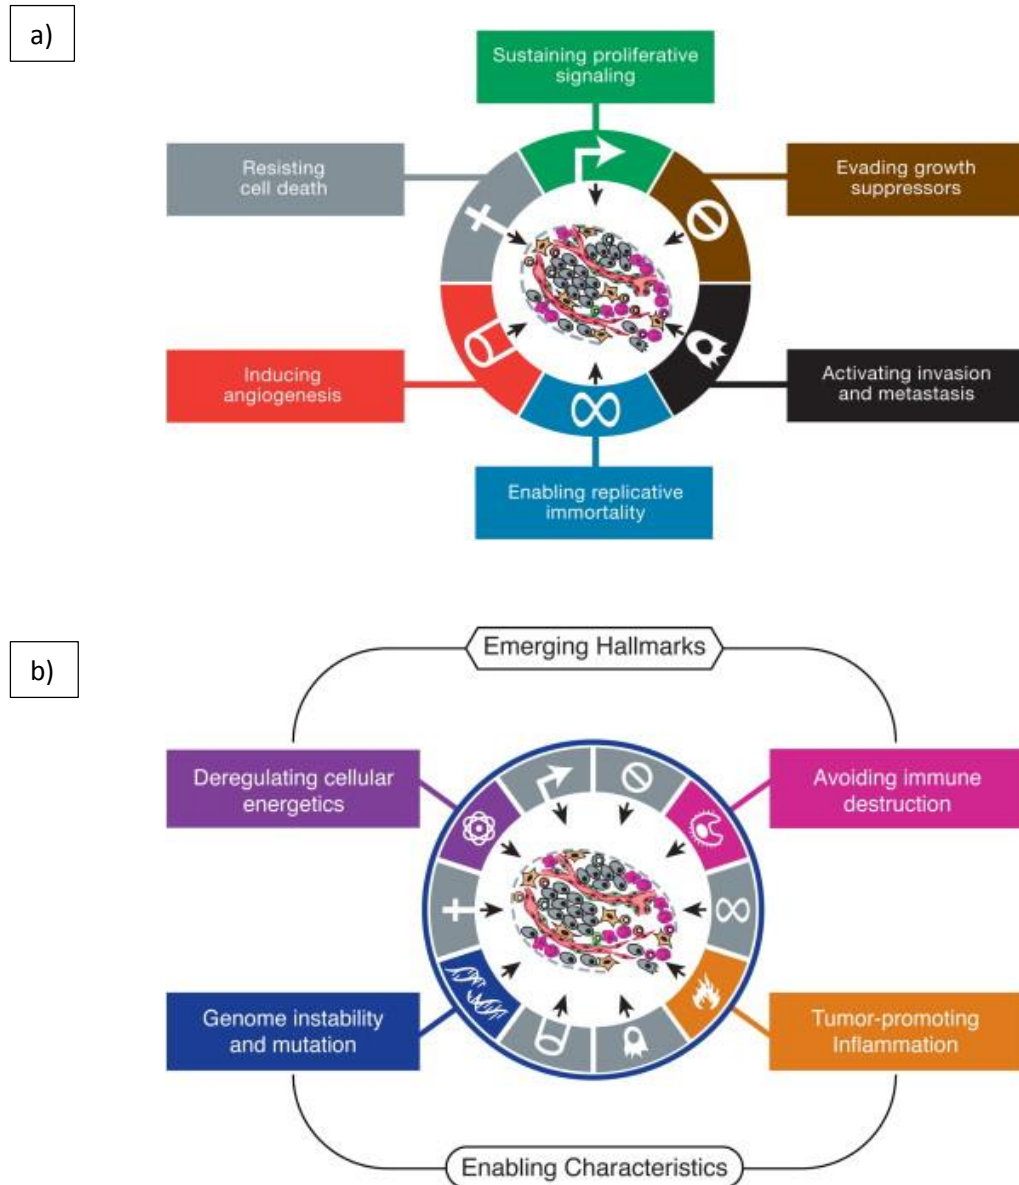 a)
Sustaining proliferative
signaling
Resisting
cell death
Evading growth
suppressors
Inducing
angiogenesis
Activating invasion
and metastasis
Enabling replicative
immortality
b)
Emerging Hallmarks
Deregulating cellular
energetics
Avoiding immune
destruction
Genome instability
and mutation
Tumor-promoting
Inflammation
Enabling Characteristics